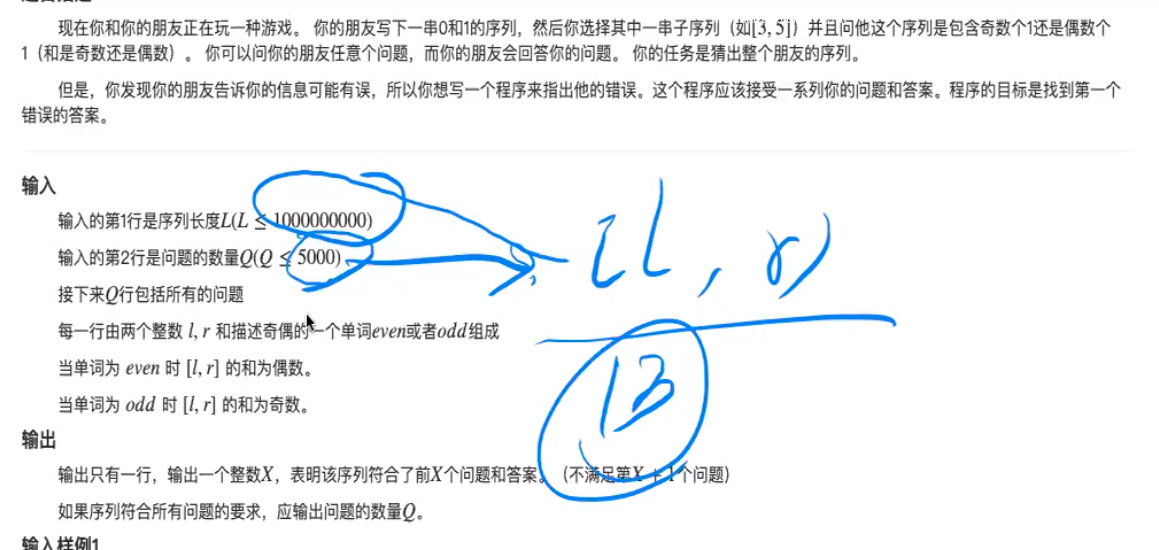 现在你和你的朋友正在玩一种游戏。 你的朋友写下一串0和1的序列，然后你选择其中一串子序列（如[3, 5]）并且问他这个序列是包含奇数个1还是偶数个
1（和是奇数还是偶数）。 你可以问你的朋友任意个问题，而你的朋友会回答你的问题。 你的任务是猜出整个朋友的序列。
但是，你发现你的朋友告诉你的信息可能有误，所以你想写一个程序来指出他的错误。这个程序应该接受一系列你的问题和答案。程序的目标是找到第一个
错误的答案。
输入
输入的第1行是序列长度L(L ≤ 1000000000)
输入的第2行是问题的数量Q(Q ≤ 5000)
[l, r)
接下来Q行包括所有的问题
每一行由两个整数 l, r 和描述奇偶的一个单词even或者odd组成
当单词为 even 时 [l, r] 的和为偶数。
当单词为 odd 时 [l, r] 的和为奇数。
输出
输出只有一行，输出一个整数X，表明该序列符合了前X个问题和答案。（不满足第X + 1个问题）
如果序列符合所有问题的要求，应输出问题的数量Q。
输入样例1